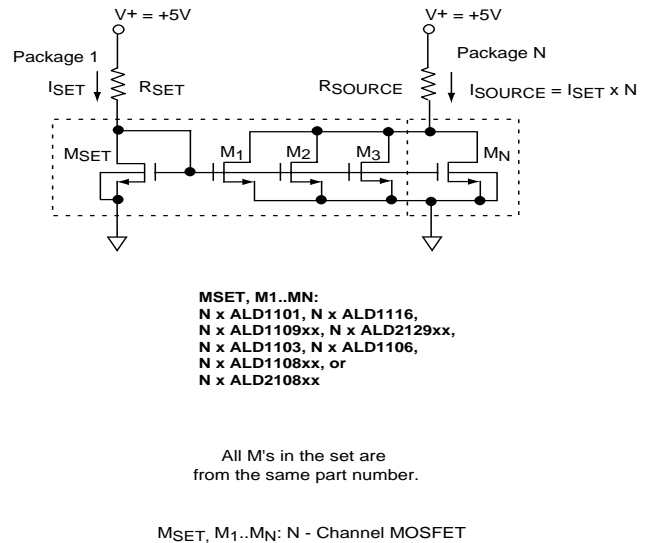 V+ = +5V
V+ = +5V
Package 1
Package N
ISET
RSET
RSOURCE
ISOURCE = ISET x N
MSET
M1
M2
M3
MN
MSET, M1..MN:
N x ALD1101, N x ALD1116,
N x ALD1109xx, N x ALD2129xx,
N x ALD1103, N x ALD1106,
N x ALD1108xx, or
N x ALD2108xx
All M's in the set are
from the same part number.
MSET, M1..MN: N - Channel MOSFET